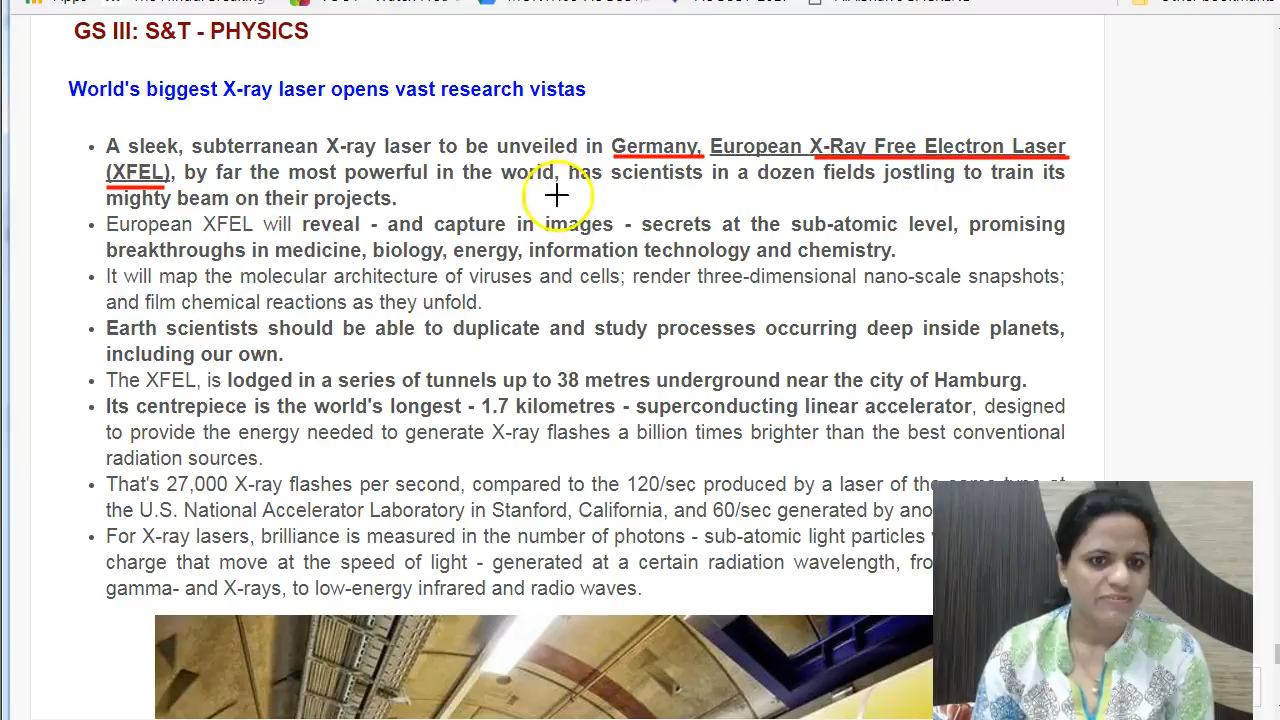 GS III: S&T - PHYSICS
World's biggest X-ray laser opens vast research vistas
A sleek, subterranean X-ray laser to be unveiled in Germany, European X-Ray Free Electron Laser
(XFEL), by far the most powerful in the world, has scientists in a dozen fields jostling to train its
mighty beam on their projects.
European XFEL will reveal - and capture in images - secrets at the sub-atomic level, promising
breakthroughs in medicine, biology, energy, information technology and chemistry.
It will map the molecular architecture of viruses and cells; render three-dimensional nano-scale snapshots;
and film chemical reactions as they unfold.
Earth scientists should be able to duplicate and study processes occurring deep inside planets,
including our own.
The XFEL, is lodged in a series of tunnels up to 38 metres underground near the city of Hamburg.
Its centrepiece is the world's longest - 1.7 kilometres - superconducting linear accelerator, designed
to provide the energy needed to generate X-ray flashes a billion times brighter than the best conventional
radiation sources.
That's 27,000 X-ray flashes per second, compared to the 120/sec produced by a laser of the same type at
the U.S. National Accelerator Laboratory in Stanford, California, and 60/sec generated by
For X-ray lasers, brilliance is measured in the number of photons - sub-atomic light particles
charge that move at the speed of light - generated at a certain radiation wavelength,
gamma- and X-rays, to low-energy infrared and radio waves.